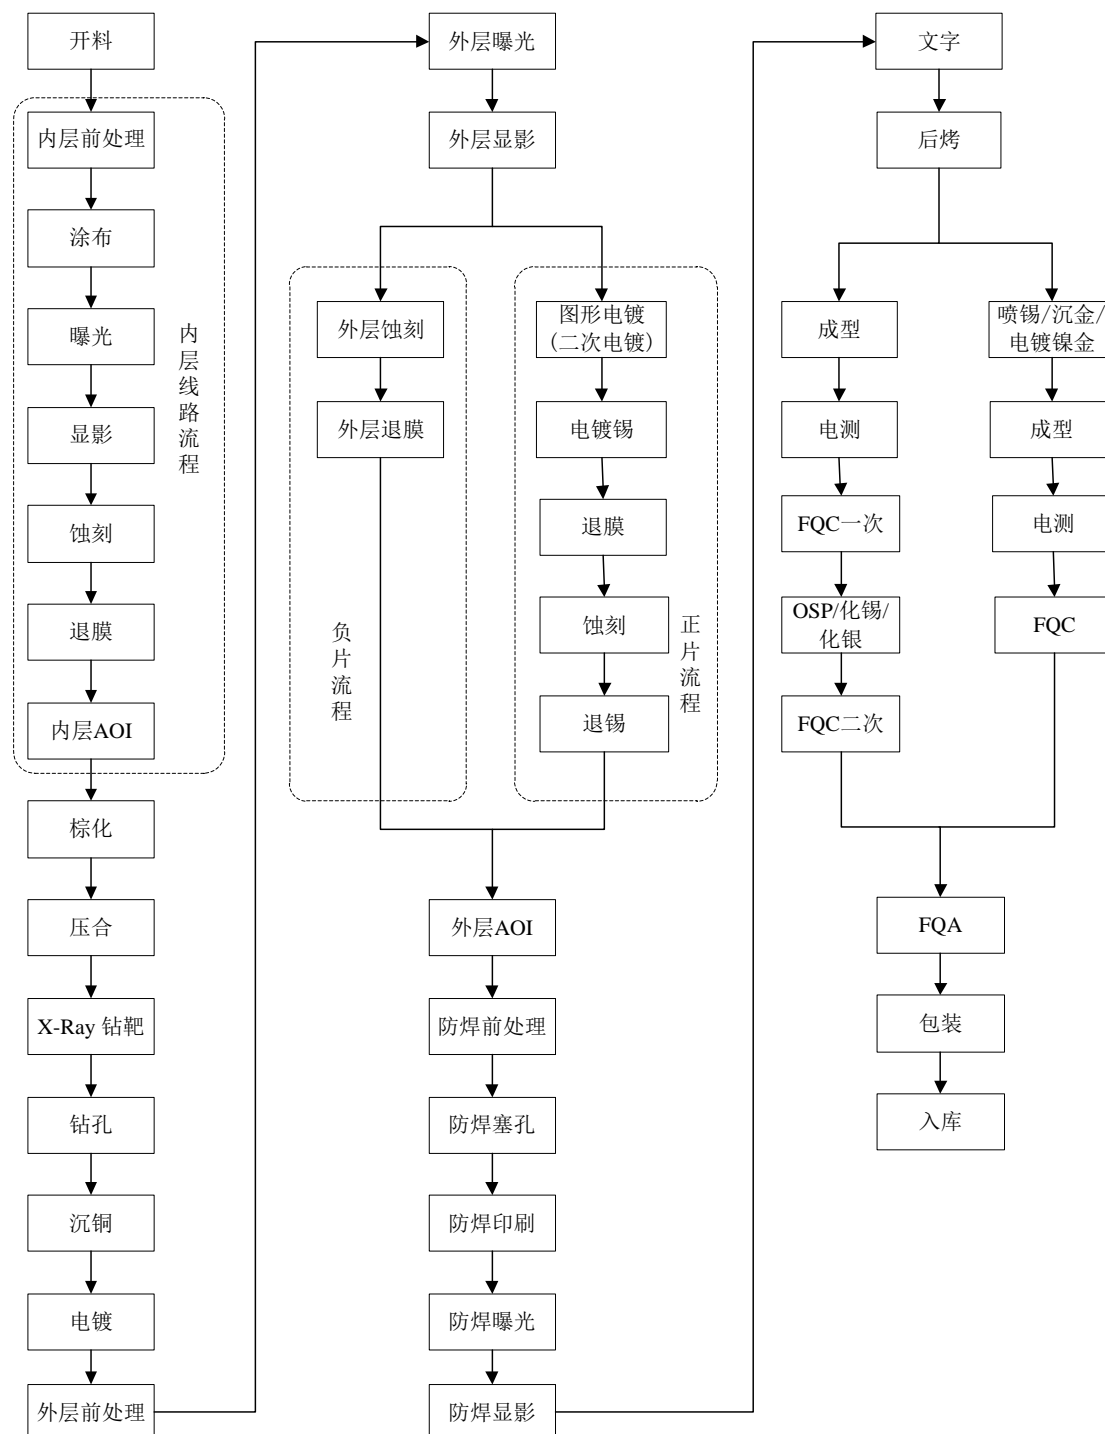 开料
内层前处理
涂布
曝光
显影
蚀刻
退膜
内层AOI
内层线路流程
棕化
压合
X-Ray 钻靶
钻孔
沉铜
电镀
外层前处理
外层曝光
外层显影
外层蚀刻
外层退膜
负片流程
图形电镀
(二次电镀)
电镀锡
退膜
蚀刻
退锡
正片流程
外层AOI
防焊前处理
防焊塞孔
防焊印刷
防焊曝光
防焊显影
文字
后烤
成型
电测
FQC一次
OSP/化锡/
化银
FQC二次
喷锡/沉金/
电镀镍金
成型
电测
FQC
FQA
包装
入库